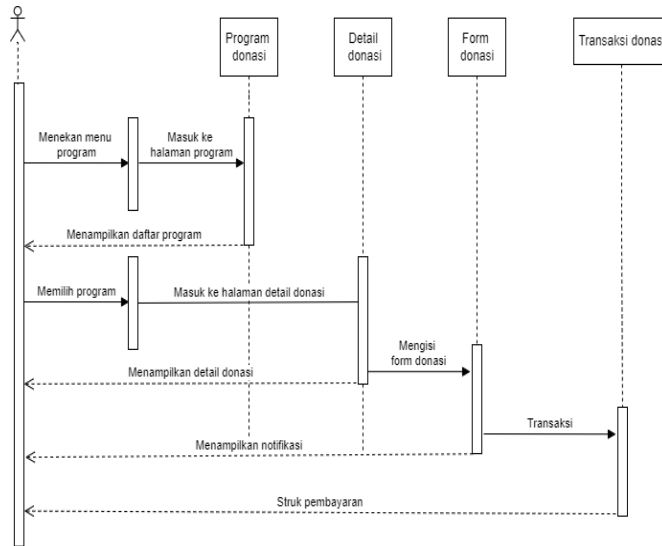 Program
donasi
Detail
donasi
Form
donasi
Transaksi donasi
Menekan menu
program
Masuk ke
halaman program
Menampilkan daftar program
Memilih program
Masuk ke halaman detail donasi
Mengisi
form donasi
Menampilkan detail donasi
Transaksi
Menampilkan notifikasi
Struk pembayaran